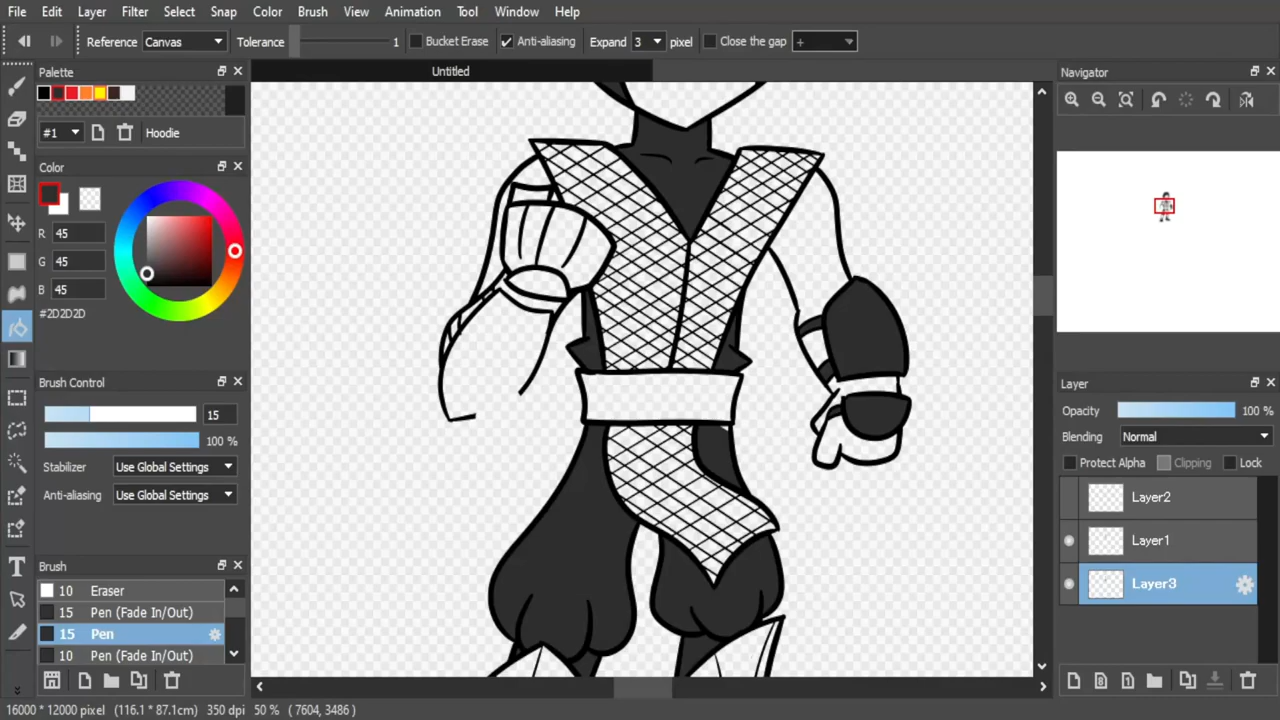 File Edit Layer Filter Select Snap Color Brush View Animation Tool Window Help
Reference Canvas Tolerance 1 Bucket Erase Anti-aliasing Expand 3 pixel Close the gap +
Palette
Untitled
Navigator
#1 Hoodie
Color
R 45
G 45
B 45
#2D2D2D
Brush Control
15
100 %
Stabilizer Use Global Settings
Anti-aliasing Use Global Settings
Brush
10 Eraser
15 Pen (Fade In/Out)
15 Pen
10 Pen (Fade In/Out)
T
Layer
Opacity 100 %
Blending Normal
Protect Alpha Clipping Lock
Layer2
Layer1
Layer3
8 1
16000 * 12000 pixel (116.1 * 87.1cm) 350 dpi 50 % ( 7604, 3486 )